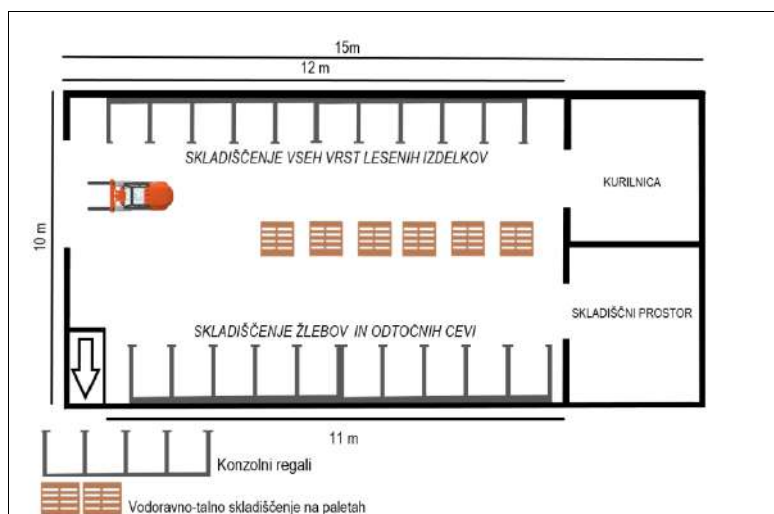 15m
12 m
SKLADIŠČENJE VSEH VRST LESENIH IZDELKOV
KURILNICA
10 m
SKLADIŠČNI PROSTOR
SKLADIŠČENJE ŽLEBOV IN ODTOČNIH CEVI
11 m
Konzolni regali
Vodoravno-talno skladiščenje na paletah